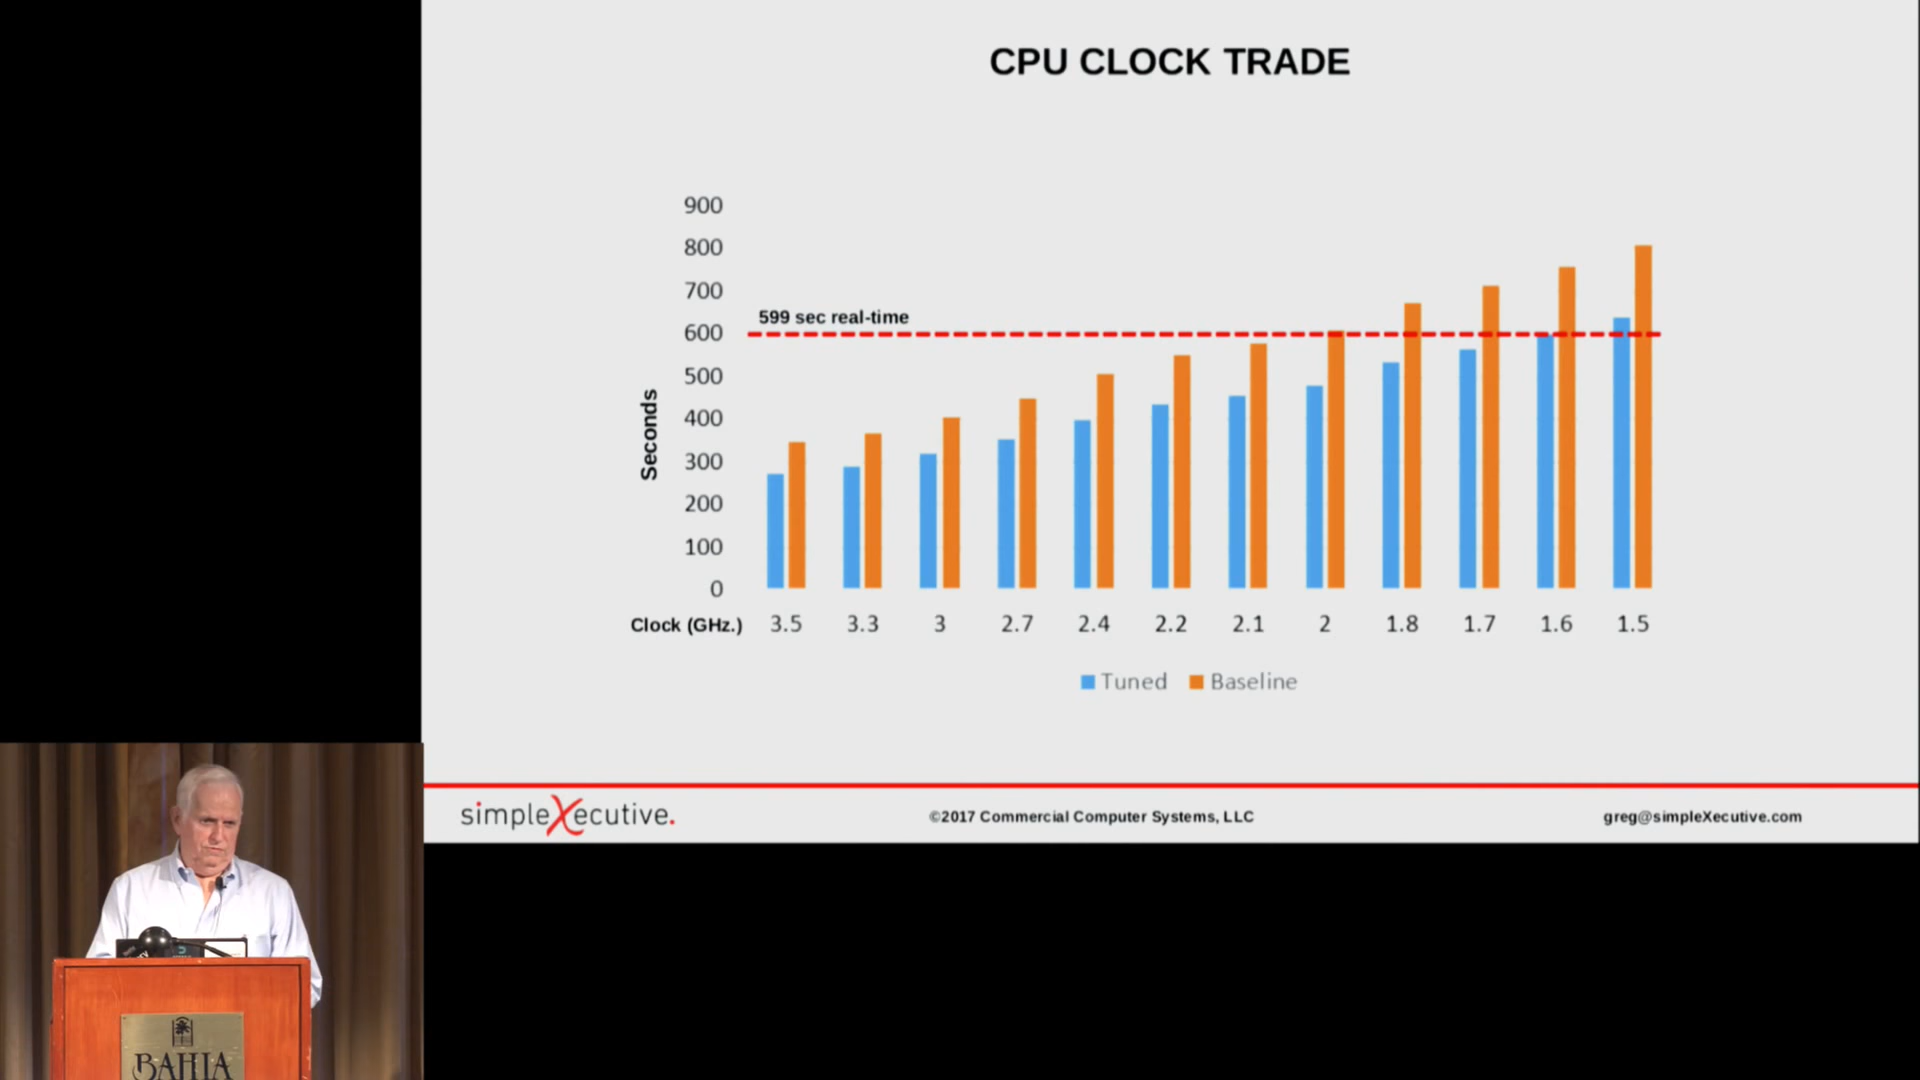 CPU CLOCK TRADE
900
800
700
599 sec real-time
600
500
400
300
200
100
0
Seconds
Clock (GHz.) 3.5 3.3 3 2.7 2.4 2.2 2.1 2 1.8 1.7 1.6 1.5
Tuned Baseline
simpleXecutive.
©2017 Commercial Computer Systems, LLC
greg@simpleXecutive.com
BAHIA